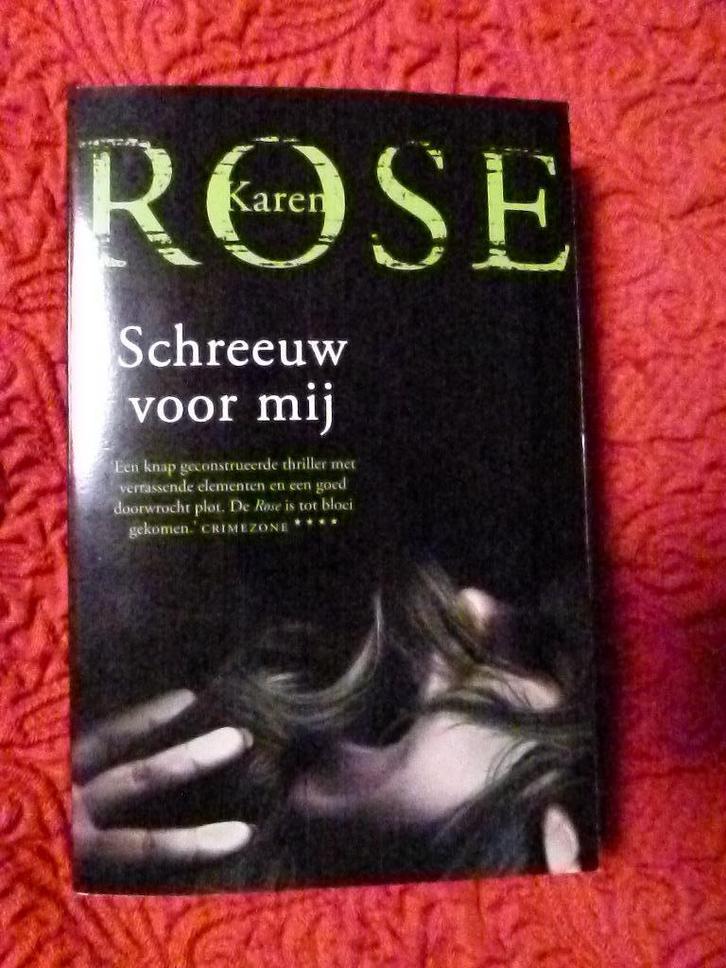 ROSE
Karen
Schreeuw
voor mij
'Een knap geconstrueerde thriller met
verrassende elementen en een goed
doorwrocht plot. De Rose is tot bloei
gekomen.' CRIMEZONE ★★★★